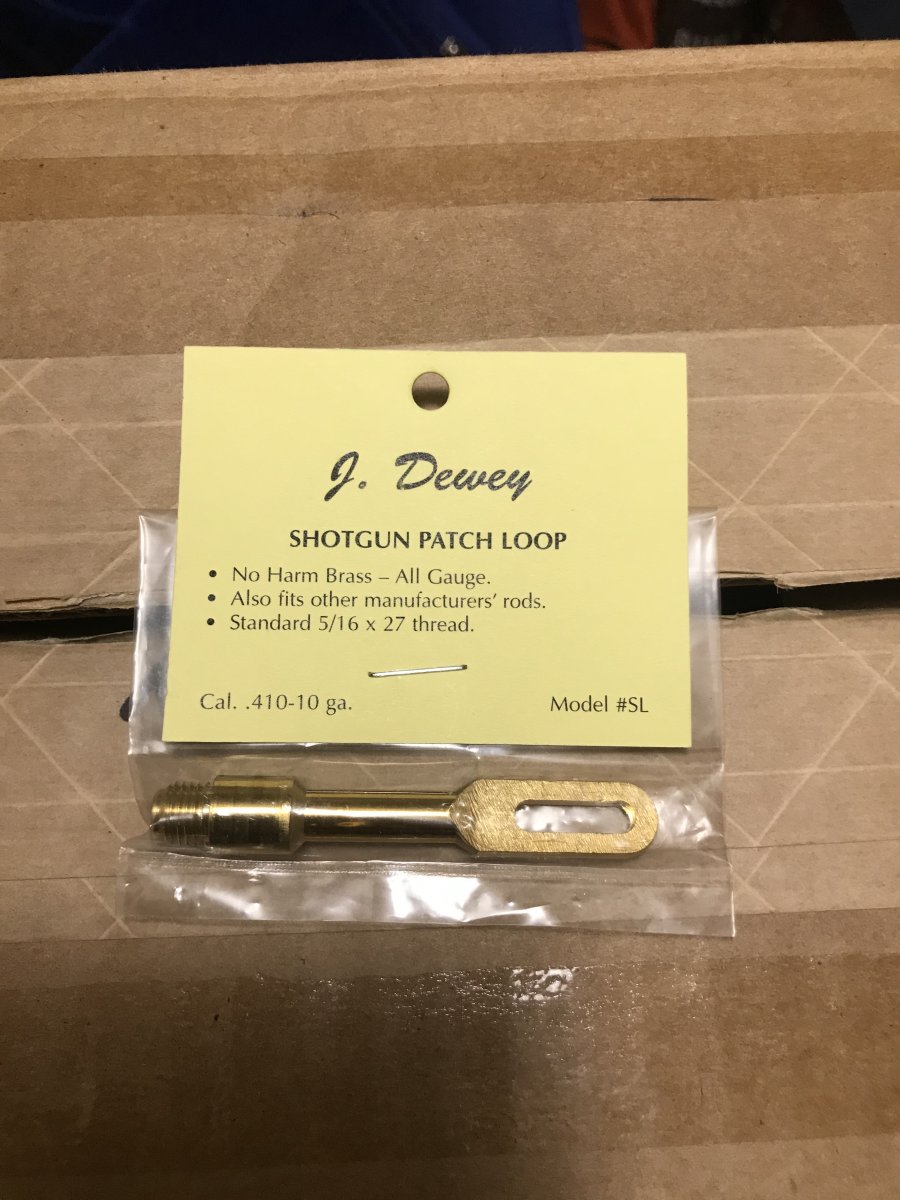 J. Dewey
SHOTGUN PATCH LOOP
• No Harm Brass – All Gauge.
• Also fits other manufacturers' rods.
• Standard 5/16 x 27 thread.
Cal. .410-10 ga. Model #SL